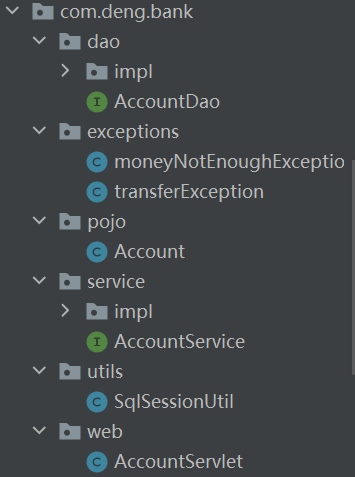 com.deng.bank
dao
impl
I AccountDao
exceptions
C moneyNotEnoughExceptio
C transferException
pojo
C Account
service
impl
I AccountService
utils
C SqlSessionUtil
web
C AccountServlet